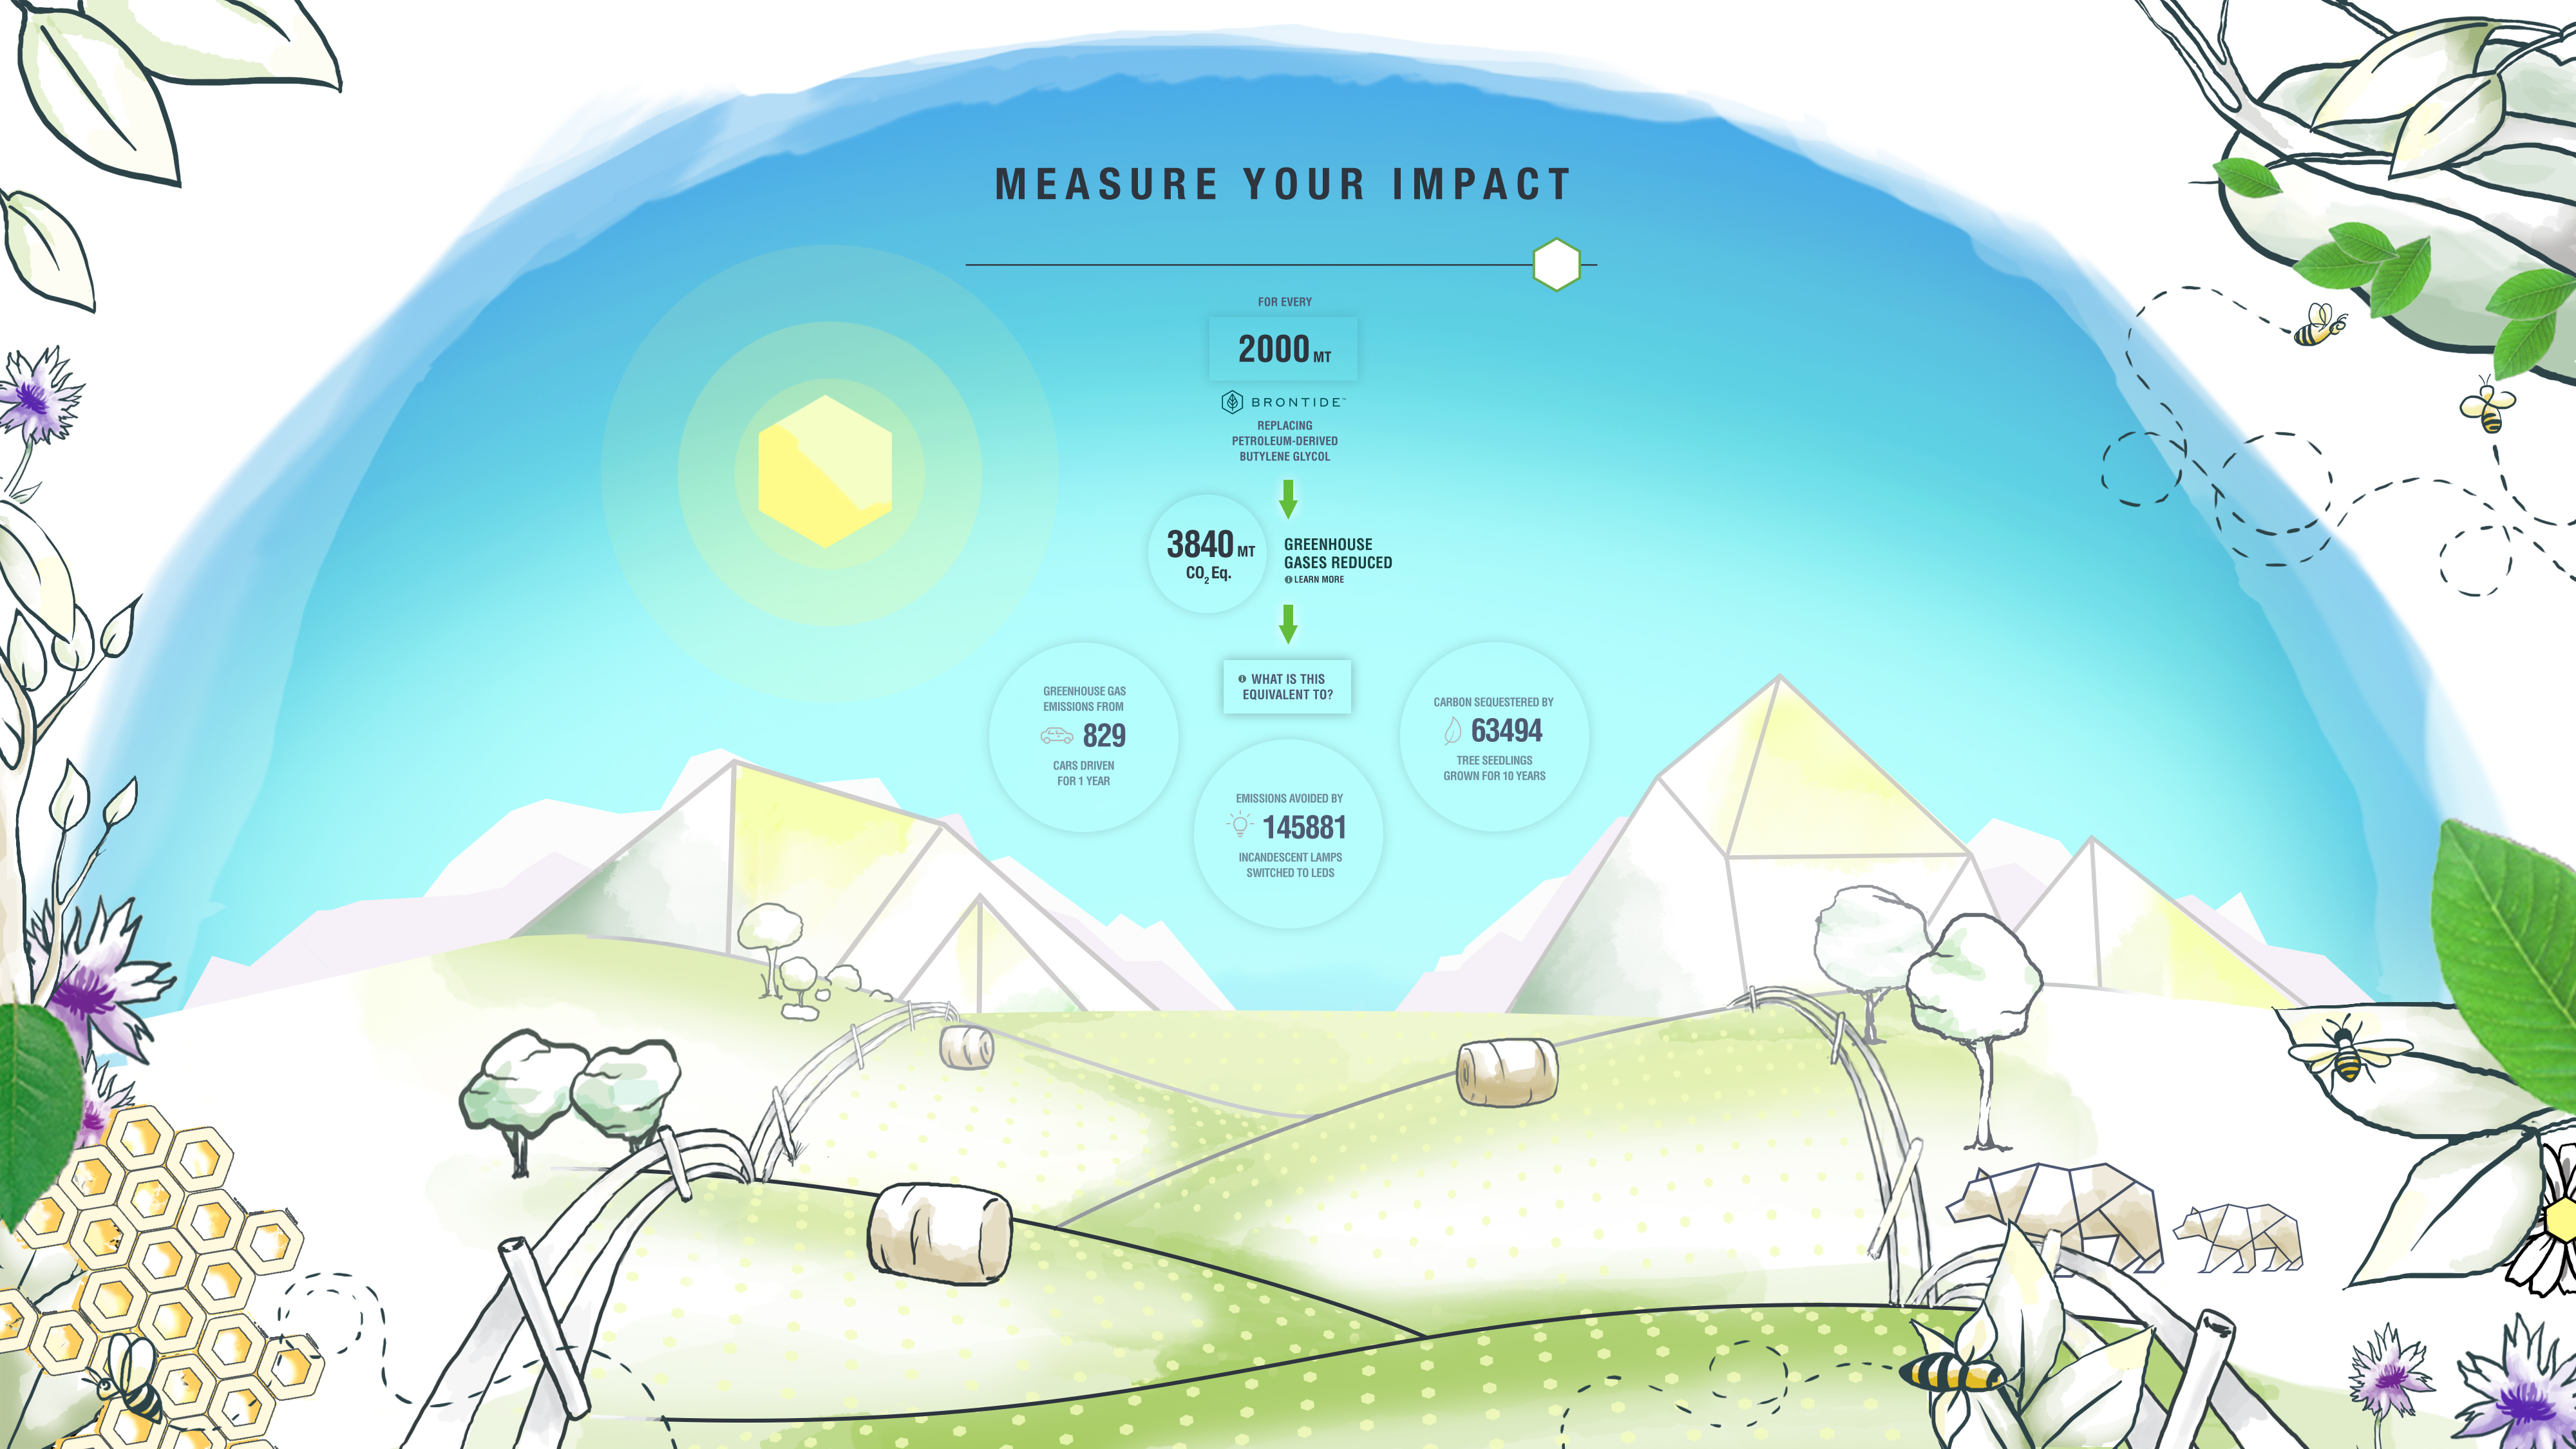 MEASURE YOUR IMPACT
FOR EVERY
2000 MT
BRONTIDE™
REPLACING
PETROLEUM-DERIVED
BUTYLENE GLYCOL
3840 MT
CO2 Eq.
GREENHOUSE
GASES REDUCED
LEARN MORE
WHAT IS THIS
EQUIVALENT TO?
GREENHOUSE GAS
EMISSIONS FROM
829
CARS DRIVEN
FOR 1 YEAR
EMISSIONS AVOIDED BY
145881
INCANDESCENT LAMPS
SWITCHED TO LEDS
CARBON SEQUESTERED BY
63494
TREE SEEDLINGS
GROWN FOR 10 YEARS